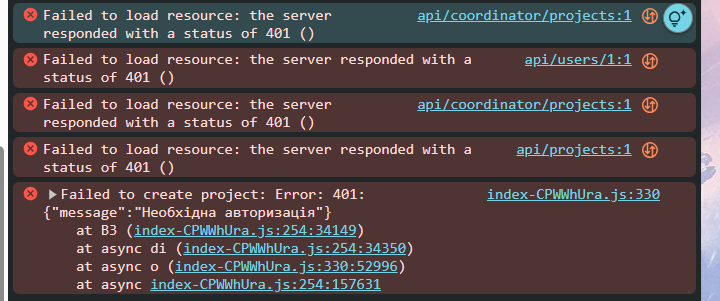 Failed to load resource: the server api/coordinator/projects:1
responded with a status of 401 ()
Failed to load resource: the server responded with a api/users/1:1
status of 401 ()
Failed to load resource: the server api/coordinator/projects:1
responded with a status of 401 ()
Failed to load resource: the server responded with a api/projects:1
status of 401 ()
Failed to create project: Error: 401: index-CPWWhUra.js:330
{"message":"Необхідна авторизація"}
at B3 (index-CPWWhUra.js:254:34149)
at async di (index-CPWWhUra.js:254:34350)
at async o (index-CPWWhUra.js:330:52996)
at async index-CPWWhUra.js:254:157631